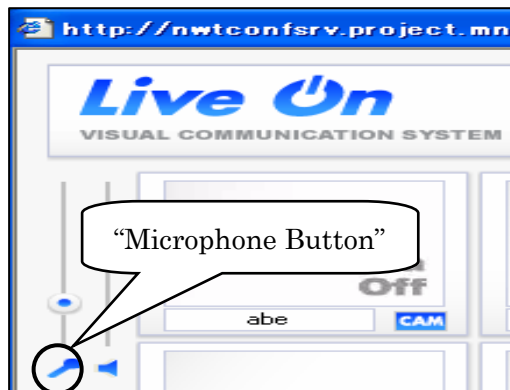 http://nwtconfsrv.project.mn
Live On
VISUAL COMMUNICATION SYSTEM
“Microphone Button”
Off
abe
CAM